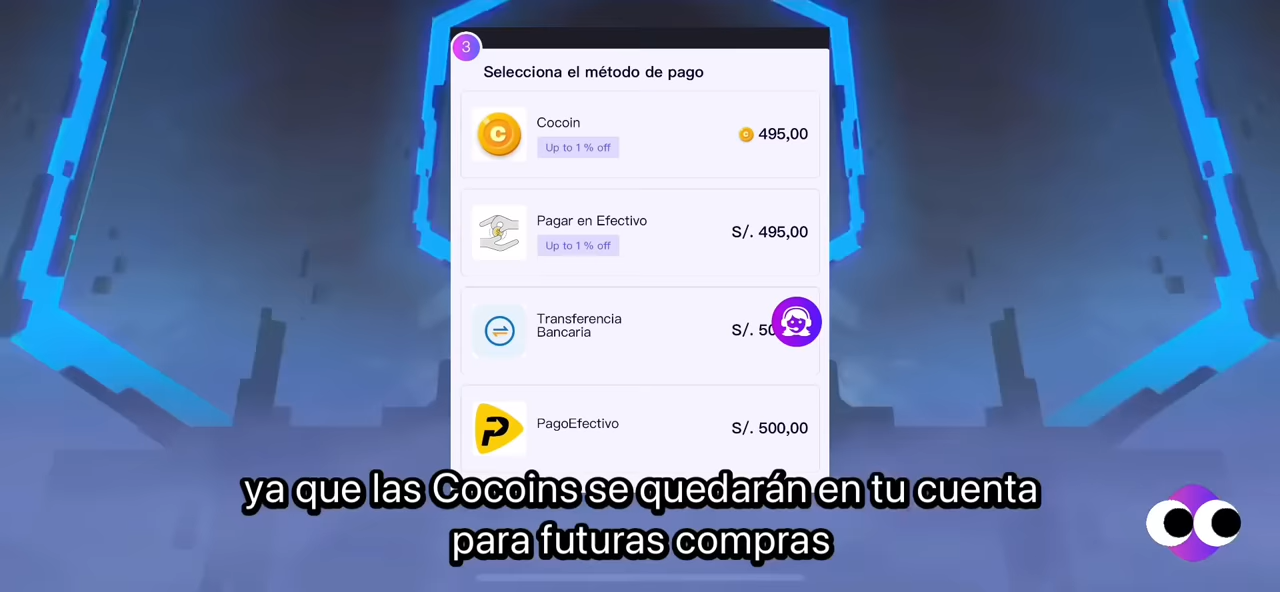 3
Selecciona el método de pago
Cocoin
Up to 1 % off
495,00
Pagar en Efectivo
Up to 1 % off
S/. 495,00
Transferencia
Bancaria
S/.
PagoEfectivo
S/. 500,00
ya que las Cocoins se quedarán en tu cuenta
para futuras compras